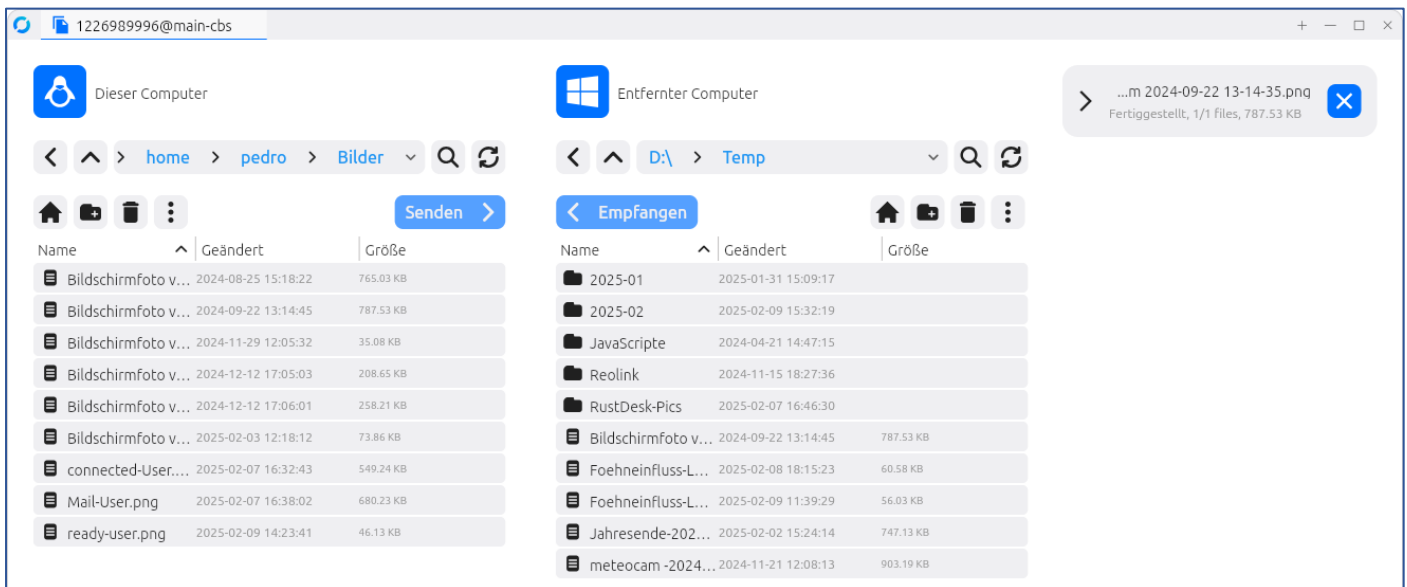 1226989996@main-cbs
Dieser Computer
home > pedro > Bilder
Senden
Name Geändert Größe
Bildschirmfoto v... 2024-08-25 15:18:22 765.03 KB
Bildschirmfoto v... 2024-09-22 13:14:45 787.53 KB
Bildschirmfoto v... 2024-11-29 12:05:32 35.08 KB
Bildschirmfoto v... 2024-12-12 17:05:03 208.65 KB
Bildschirmfoto v... 2024-12-12 17:06:01 258.21 KB
Bildschirmfoto v... 2025-02-03 12:18:12 73.86 KB
connected-User.... 2025-02-07 16:32:43 549.24 KB
Mail-User.png 2025-02-07 16:38:02 680.23 KB
ready-user.png 2025-02-09 14:23:41 46.13 KB
Entfernter Computer
D:\ > Temp
Empfangen
Name Geändert Größe
2025-01 2025-01-31 15:09:17
2025-02 2025-02-09 15:32:19
JavaScripte 2024-04-21 14:47:15
Reolink 2024-11-15 18:27:36
RustDesk-Pics 2025-02-07 16:46:30
Bildschirmfoto v... 2024-09-22 13:14:45 787.53 KB
Foehneinfluss-L... 2025-02-08 18:15:23 60.58 KB
Foehneinfluss-L... 2025-02-09 11:39:29 56.03 KB
Jahresende-202... 2025-02-02 15:24:14 747.13 KB
meteocam -2024... 2024-11-21 12:08:13 903.19 KB
...m 2024-09-22 13-14-35.png
Fertiggestellt, 1/1 files, 787.53 KB